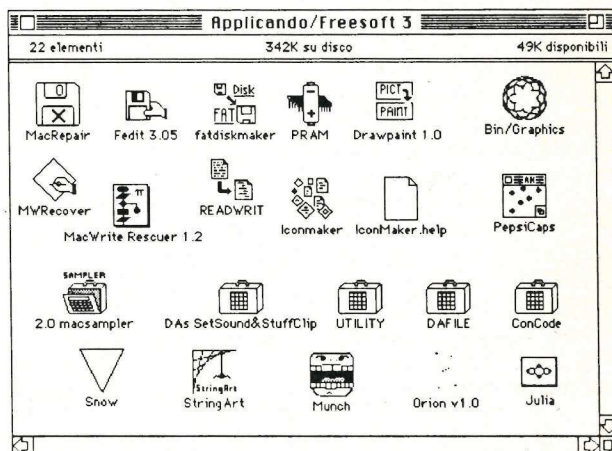 Applicando/Freesoft 3
22 elementi 342K su disco 49K disponibili
MacRepair Fedit 3.05 Disk FAT fatdiskmaker PRAM PICT PAINT Drawpaint 1.0 Bin/Graphics
MWRecover MacWrite Rescuer 1.2 READWRIT Iconmaker IconMaker.help PepsiCaps
SAMPLER
2.0 macsampler DAs SetSound&StuffClip UTILITY DAFILE ConCode
StringArt
Snow StringArt Munch Orion v1.0 Julia